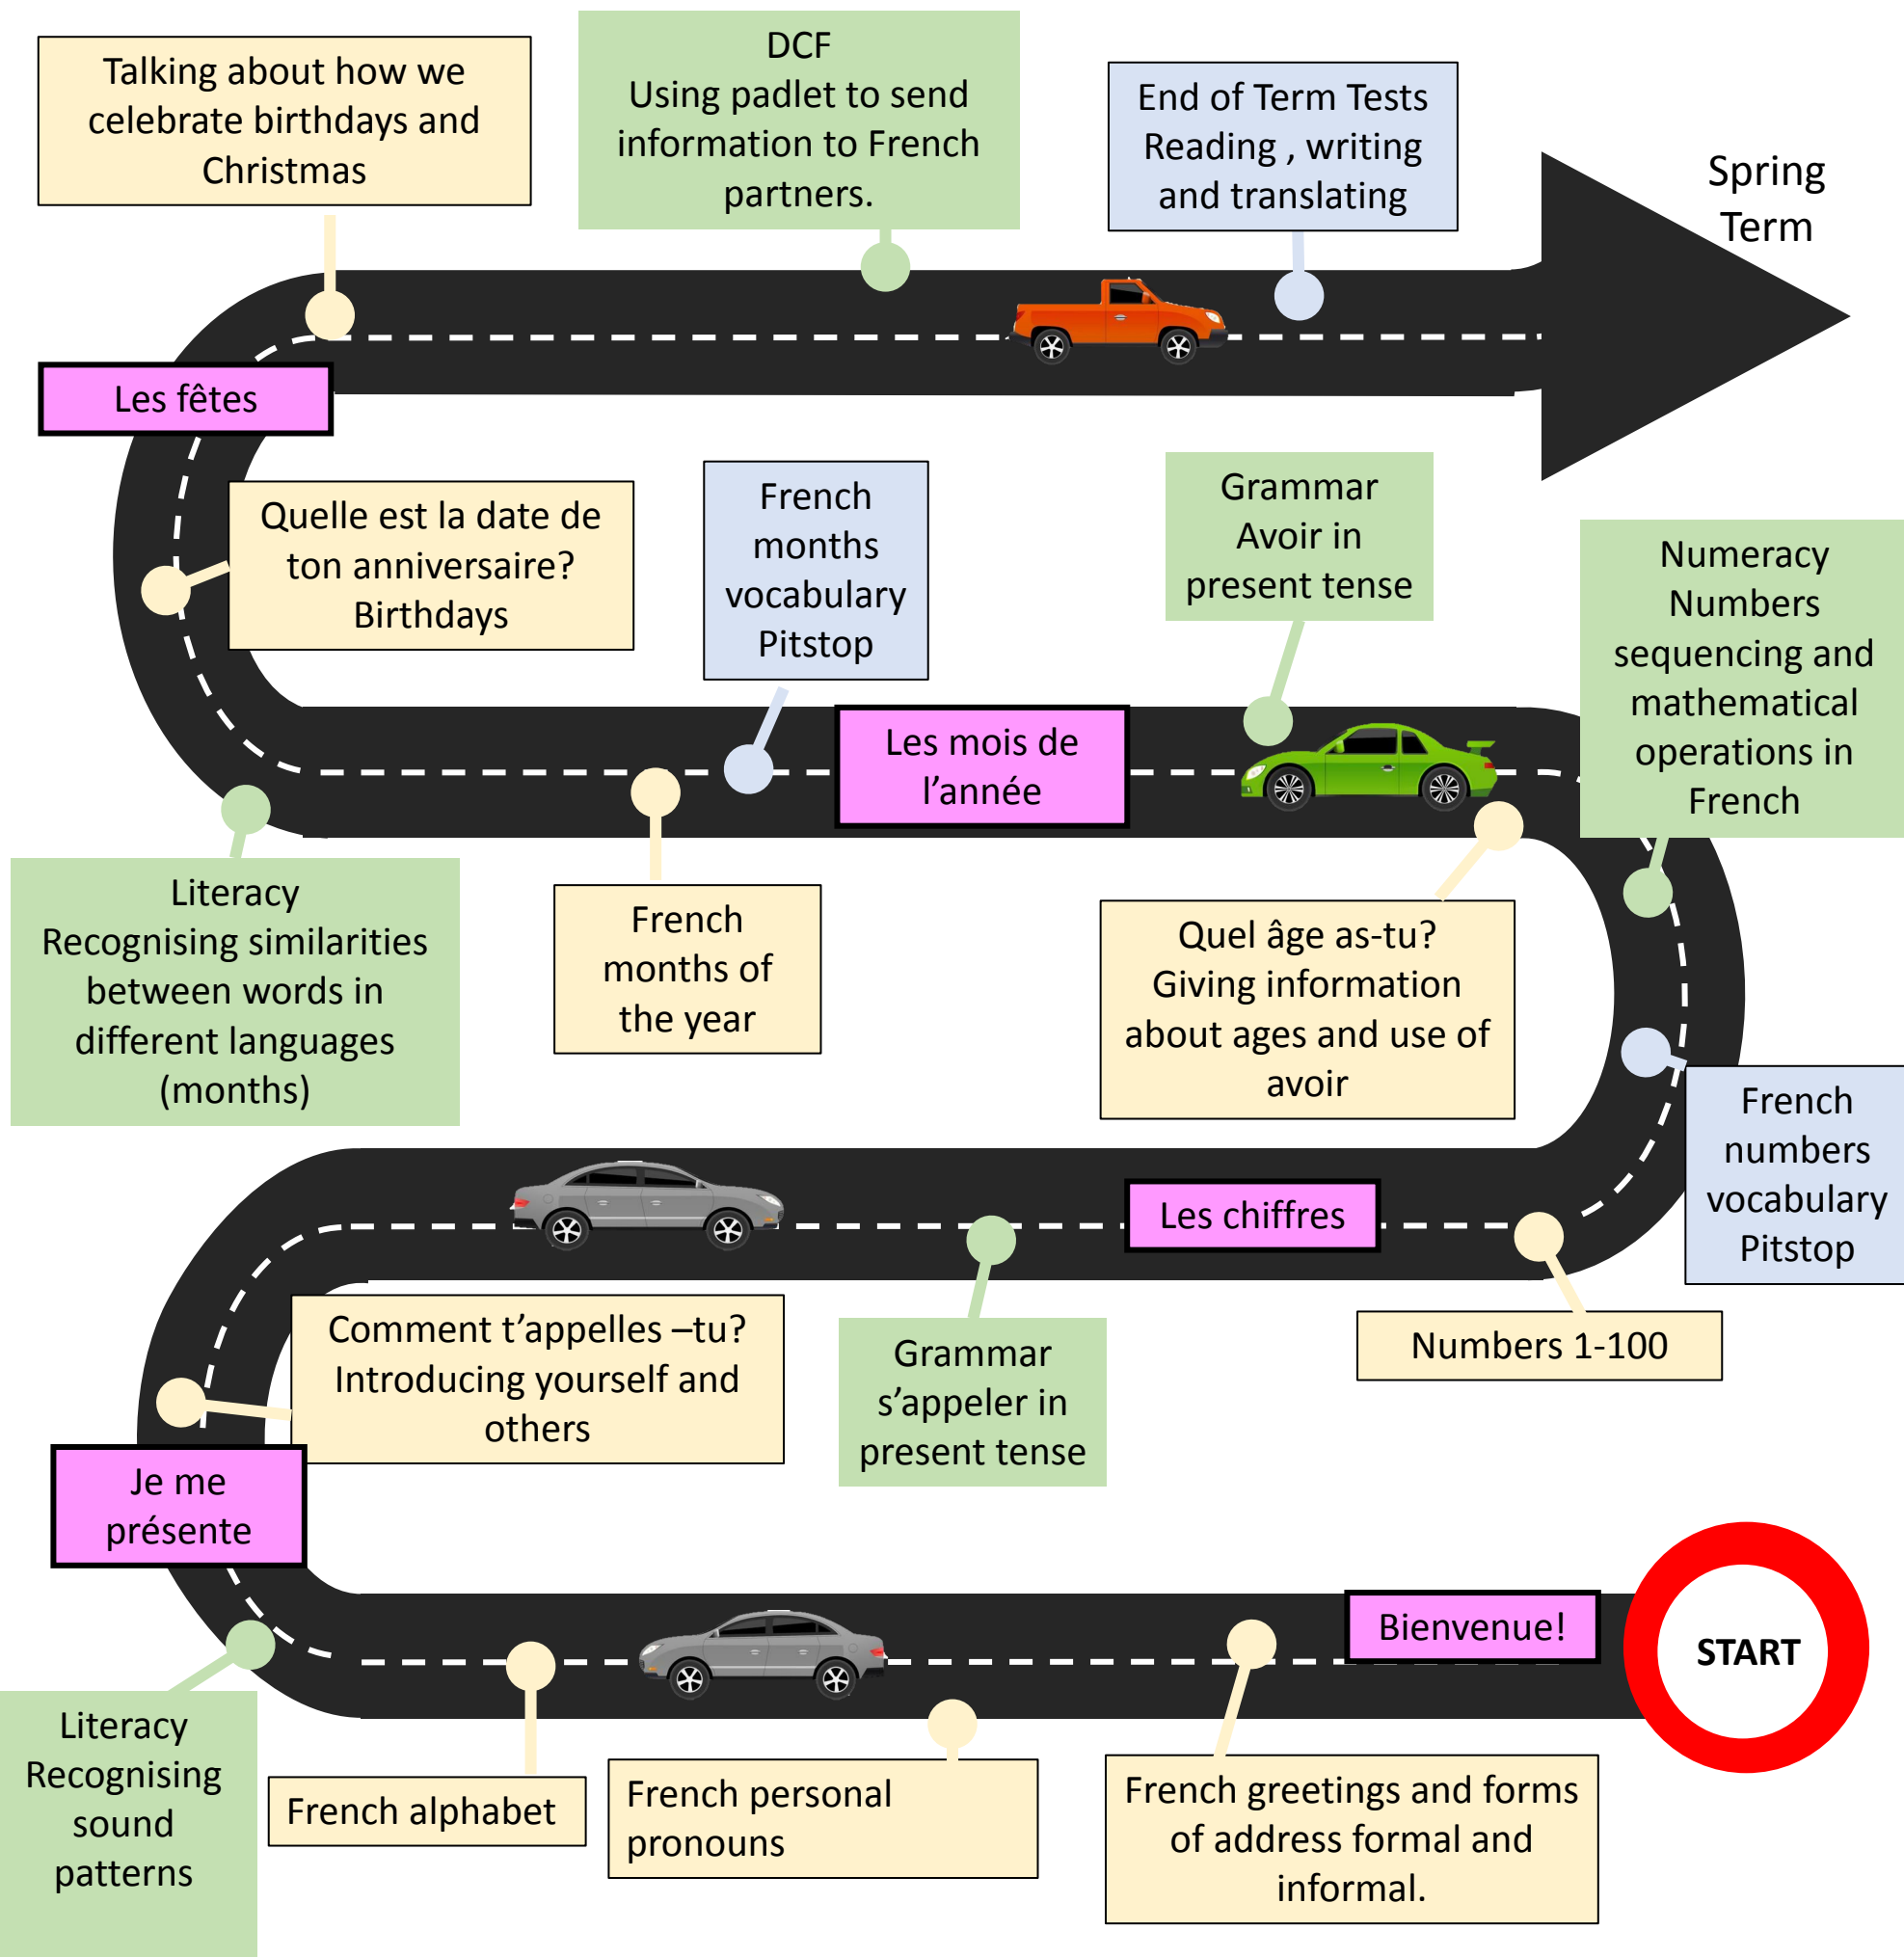 Talking about how we
celebrate birthdays and
Christmas
DCF
Using padlet to send
information to French
partners.
End of Term Tests
Reading , writing
and translating
Spring
Term
Les fêtes
Quelle est la date de
ton anniversaire?
Birthdays
French
months
vocabulary
Pitstop
Grammar
Avoir in
present tense
Numeracy
Numbers
sequencing and
mathematical
operations in
French
Les mois de
l’année
Literacy
Recognising similarities
between words in
different languages
(months)
French
months of
the year
Quel âge as-tu?
Giving information
about ages and use of
avoir
French
numbers
vocabulary
Pitstop
Les chiffres
Comment t’appelles –tu?
Introducing yourself and
others
Grammar
s’appeler in
present tense
Numbers 1-100
Je me
présente
Bienvenue!
START
Literacy
Recognising
sound
patterns
French alphabet
French personal
pronouns
French greetings and forms
of address formal and
informal.